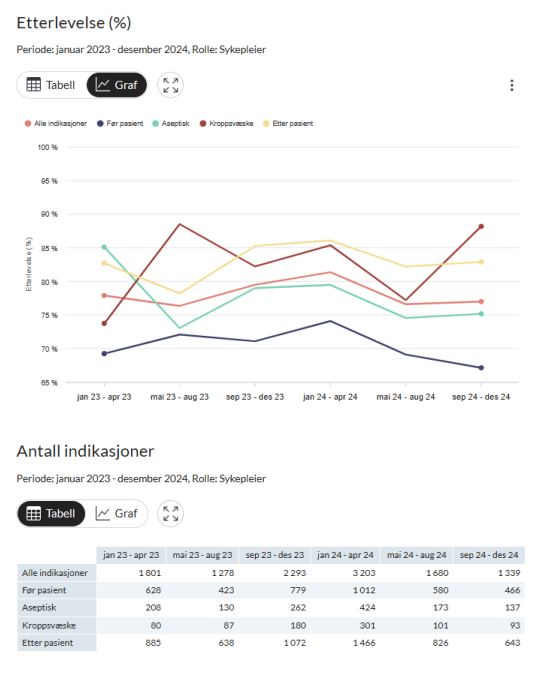 Etterlevelse (%)
Periode: januar 2023 - desember 2024, Rolle: Sykepleier
Tabell Graf
Alle indikasjoner Før pasient Aseptisk Kroppsvæske Etter pasient
100 %
95 %
90 %
85 %
80 %
75 %
70 %
65 %
Etterlevelse (%)
jan 23 - apr 23 mai 23 - aug 23 sep 23 - des 23 jan 24 - apr 24 mai 24 - aug 24 sep 24 - des 24
Antall indikasjoner
Periode: januar 2023 - desember 2024, Rolle: Sykepleier
Tabell Graf
jan 23 - apr 23 mai 23 - aug 23 sep 23 - des 23 jan 24 - apr 24 mai 24 - aug 24 sep 24 - des 24
Alle indikasjoner 1 801 1 278 2 293 3 203 1 680 1 339
Før pasient 628 423 779 1 012 580 466
Aseptisk 208 130 262 424 173 137
Kroppsvæske 80 87 180 301 101 93
Etter pasient 885 638 1 072 1 466 826 643